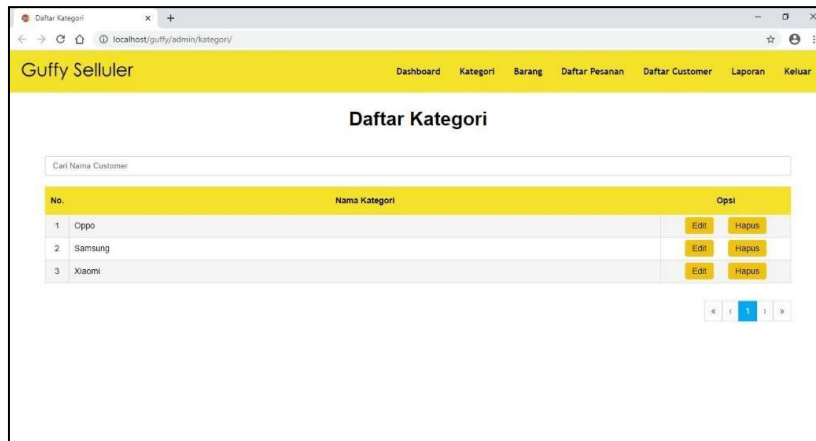 Daftar Kategori
localhost/guffy/admin/kategori/
Guffy Selluler Dashboard Kategori Barang Daftar Pesanan Daftar Customer Laporan Keluar
Daftar Kategori
Cari Nama Customer
No. Nama Kategori Opsi
1 Oppo Edit Hapus
2 Samsung Edit Hapus
3 Xiaomi Edit Hapus
« ‹ 1 › »